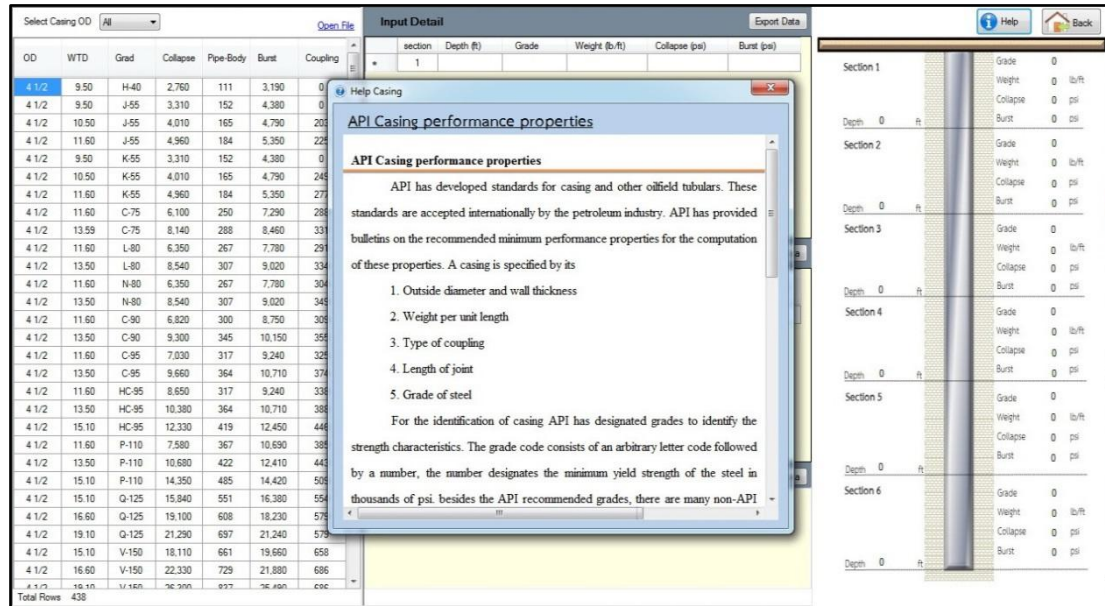 Select Casing OD All Open File
OD WTD Grad Collapse Pipe-Body Burst Coupling
4 1/2 9.50 H-40 2,760 111 3,190 0
4 1/2 9.50 J-55 3,310 152 4,380 0
4 1/2 10.50 J-55 4,010 165 4,790 203
4 1/2 11.60 J-55 4,960 184 5,350 225
4 1/2 9.50 K-55 3,310 152 4,380 0
4 1/2 10.50 K-55 4,010 165 4,790 249
4 1/2 11.60 K-55 4,960 184 5,350 277
4 1/2 11.60 C-75 6,100 250 7,290 288
4 1/2 13.59 C-75 8,140 288 8,460 331
4 1/2 11.60 L-80 6,350 267 7,780 291
4 1/2 13.50 L-80 8,540 307 9,020 334
4 1/2 11.60 N-80 6,350 267 7,780 304
4 1/2 13.50 N-80 8,540 307 9,020 349
4 1/2 11.60 C-90 6,820 300 8,750 309
4 1/2 13.50 C-90 9,300 345 10,150 355
4 1/2 11.60 C-95 7,030 317 9,240 325
4 1/2 13.50 C-95 9,660 364 10,710 374
4 1/2 11.60 HC-95 8,650 317 9,240 338
4 1/2 13.50 HC-95 10,380 364 10,710 388
4 1/2 15.10 HC-95 12,330 419 12,450 446
4 1/2 11.60 P-110 7,580 367 10,690 385
4 1/2 13.50 P-110 10,680 422 12,410 443
4 1/2 15.10 P-110 14,350 485 14,420 509
4 1/2 15.10 Q-125 15,840 551 16,380 554
4 1/2 16.60 Q-125 19,100 608 18,230 579
4 1/2 19.10 Q-125 21,290 697 21,240 579
4 1/2 15.10 V-150 18,110 661 19,660 658
4 1/2 16.60 V-150 22,330 729 21,880 686
Total Rows 438
Input Detail Export Data
section Depth (ft) Grade Weight (lb/ft) Collapse (psi) Burst (psi)
1
Help Casing
API Casing performance properties
API Casing performance properties
API has developed standards for casing and other oilfield tubulars. These
standards are accepted internationally by the petroleum industry. API has provided
bulletins on the recommended minimum performance properties for the computation
of these properties. A casing is specified by its
1. Outside diameter and wall thickness
2. Weight per unit length
3. Type of coupling
4. Length of joint
5. Grade of steel
For the identification of casing API has designated grades to identify the
strength characteristics. The grade code consists of an arbitrary letter code followed
by a number, the number designates the minimum yield strength of the steel in
thousands of psi. besides the API recommended grades, there are many non-API
Help Back
Section 1 Grade 0
Weight 0 lb/ft
Collapse 0 psi
Depth 0 ft Burst 0 psi
Section 2 Grade 0
Weight 0 lb/ft
Collapse 0 psi
Depth 0 ft Burst 0 psi
Section 3 Grade 0
Weight 0 lb/ft
Collapse 0 psi
Depth 0 ft Burst 0 psi
Section 4 Grade 0
Weight 0 lb/ft
Collapse 0 psi
Depth 0 ft Burst 0 psi
Section 5 Grade 0
Weight 0 lb/ft
Collapse 0 psi
Burst 0 psi
Depth 0 ft
Section 6 Grade 0
Weight 0 lb/ft
Collapse 0 psi
Burst 0 psi
Depth 0 ft